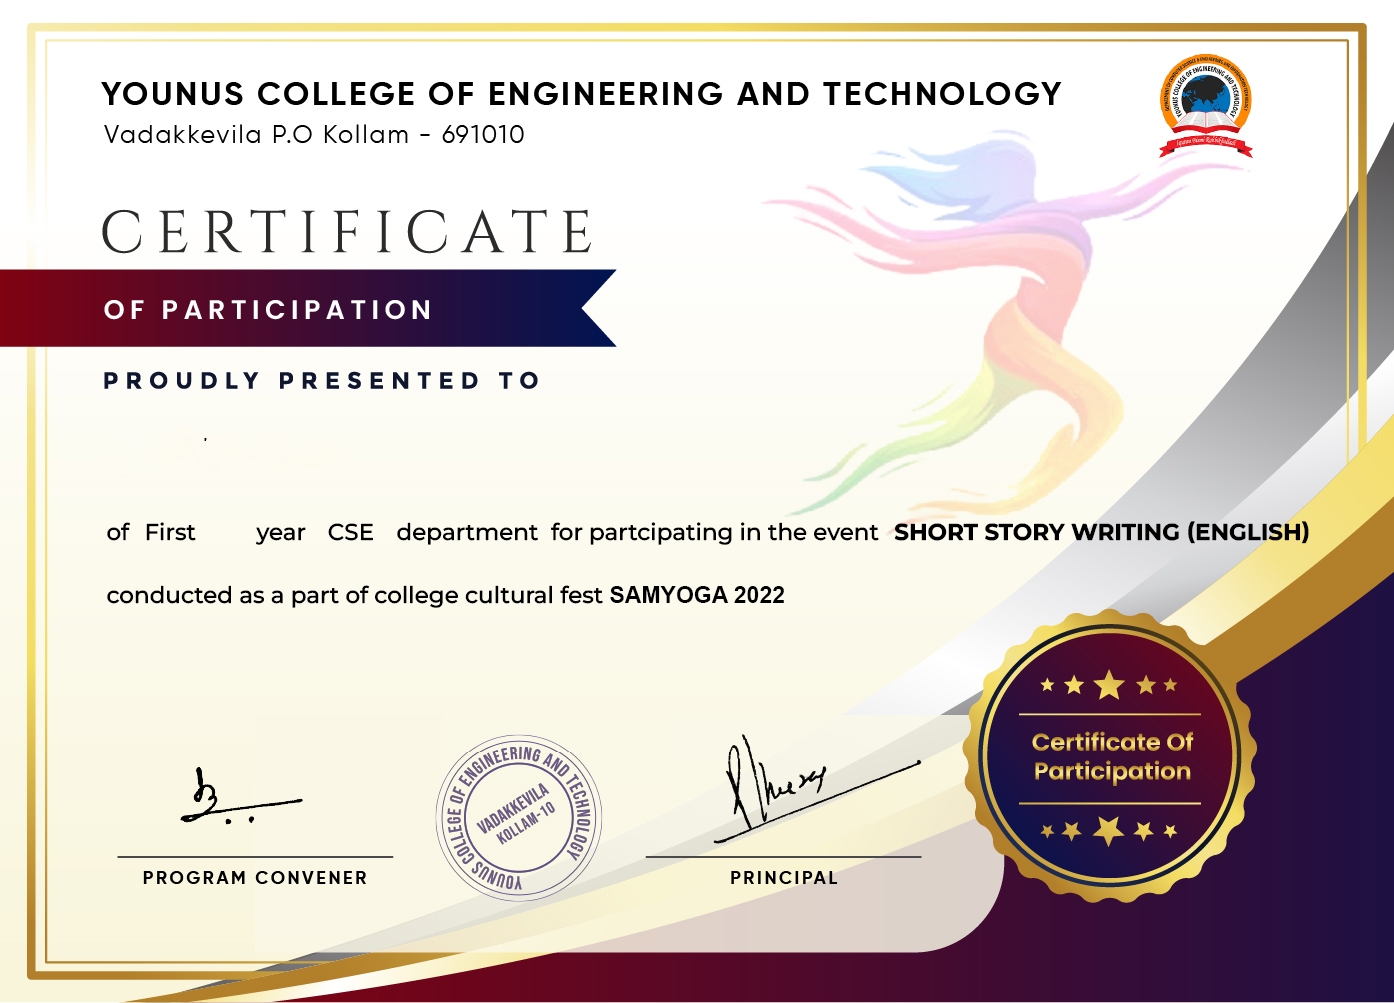 YOUNUS COLLEGE OF ENGINEERING AND TECHNOLOGY
Vadakkevila P.O Kollam - 691010
YOUNUS COLLEGE OF ENGINEERING AND TECHNOLOGY
CERTIFICATE
OF PARTICIPATION
PROUDLY PRESENTED TO
of First year CSE department for partcipating in the event SHORT STORY WRITING (ENGLISH)
conducted as a part of college cultural fest SAMYOGA 2022
Certificate Of
Participation
YOUNUS COLLEGE OF ENGINEERING AND TECHNOLOGY
VADAKKEVILA
KOLLAM-10
PROGRAM CONVENER
PRINCIPAL